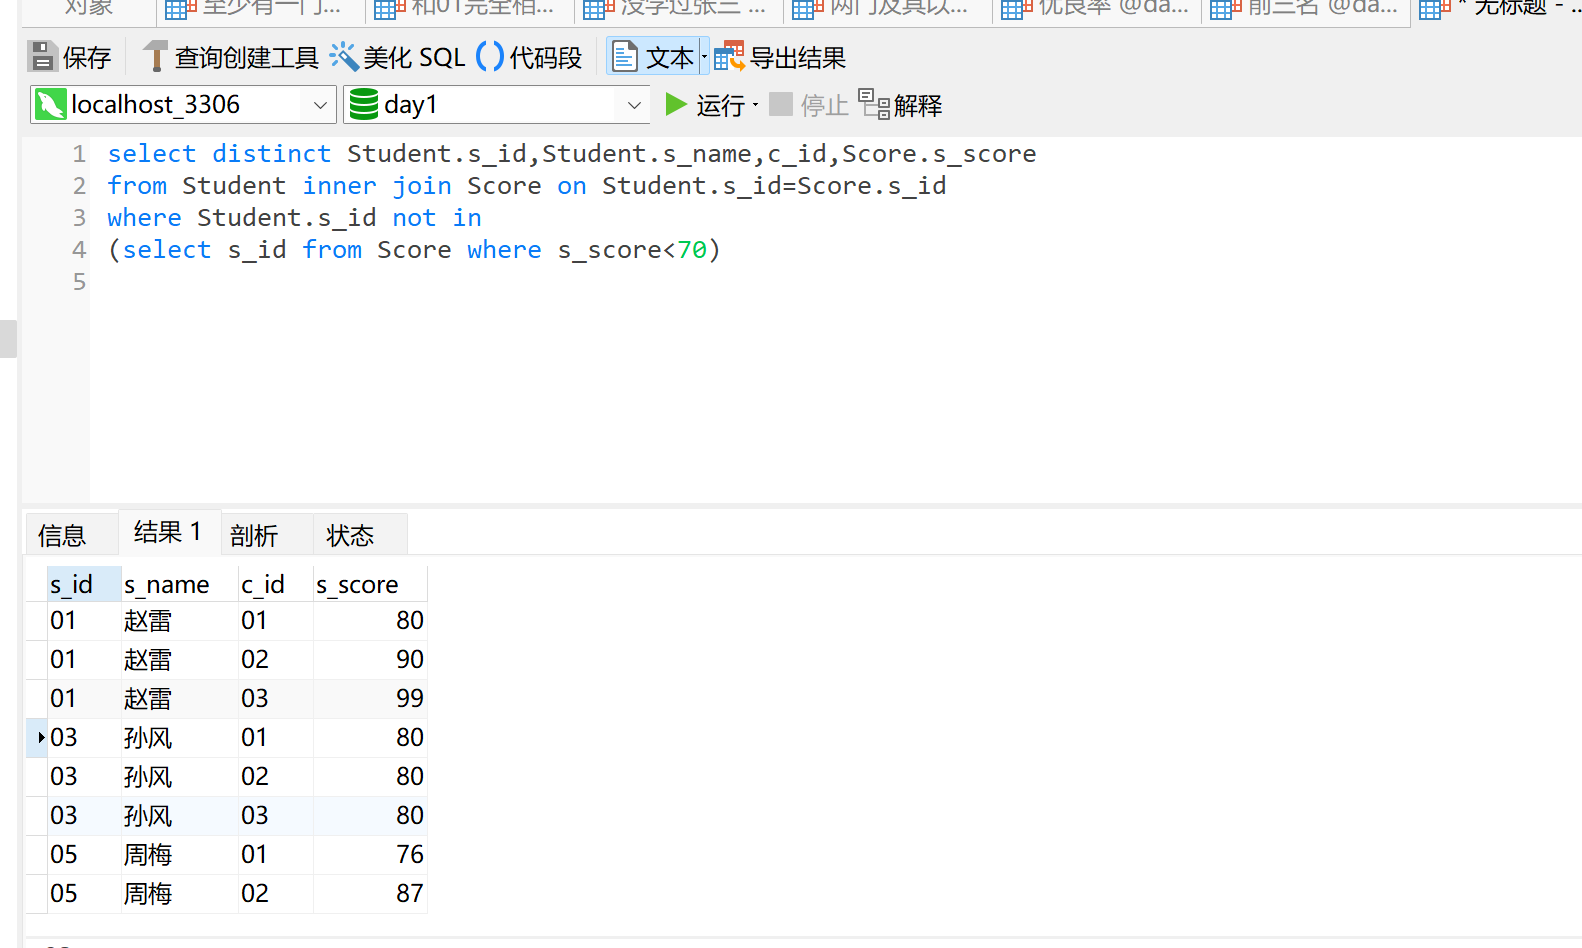 对象 至少有一门... 和01完全相... 没学过张三 ... 两门及其以... 优良率 @da... 前三名 @da... * 无标题 - ...
保存 查询创建工具 美化 SQL () 代码段 文本 导出结果
localhost_3306 day1 运行 停止 解释
1 select distinct Student.s_id,Student.s_name,c_id,Score.s_score
2 from Student inner join Score on Student.s_id=Score.s_id
3 where Student.s_id not in
4 (select s_id from Score where s_score<70)
5
信息 结果 1 剖析 状态
s_id s_name c_id s_score
01 赵雷 01 80
01 赵雷 02 90
01 赵雷 03 99
03 孙风 01 80
03 孙风 02 80
03 孙风 03 80
05 周梅 01 76
05 周梅 02 87